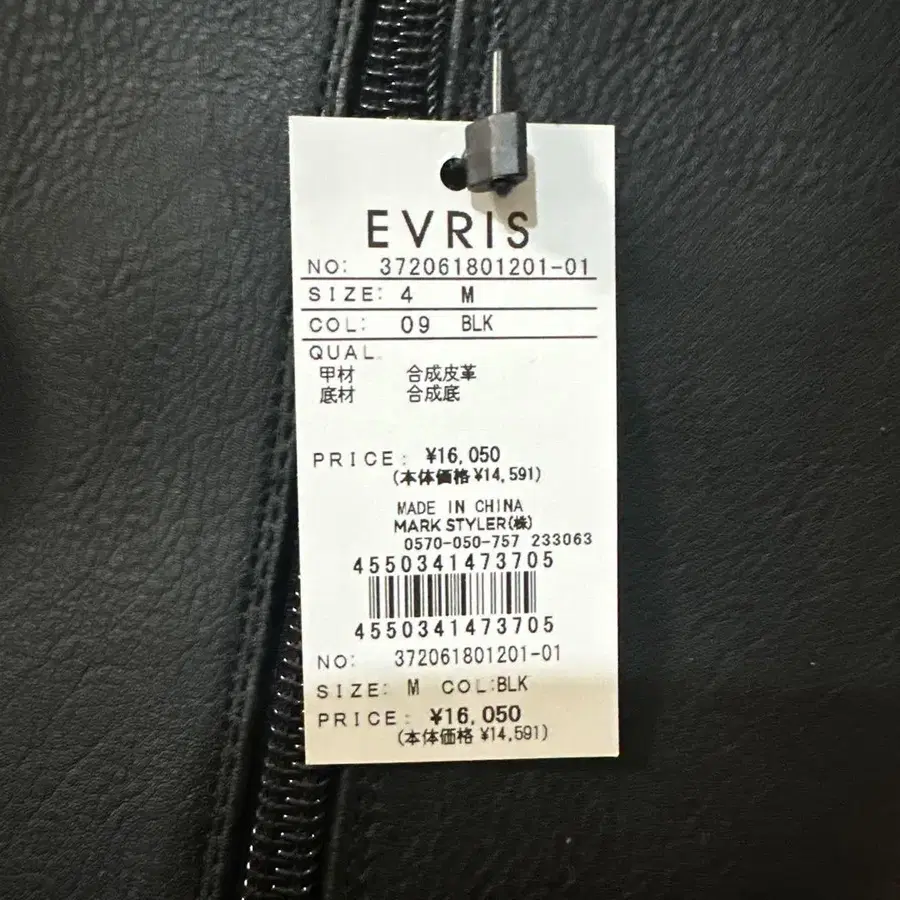 EVRIS
NO: 372061801201-01
SIZE: 4 M
COL: 09 BLK
QUAL.
甲材 合成皮革
底材 合成底
PRICE: ¥16,050
(本体価格 ¥14,591)
MADE IN CHINA
MARK STYLER(株)
0570-050-757 233063
4550341473705
4550341473705
NO: 372061801201-01
SIZE: M COL:BLK
PRICE: ¥16,050
(本体価格 ¥14,591)